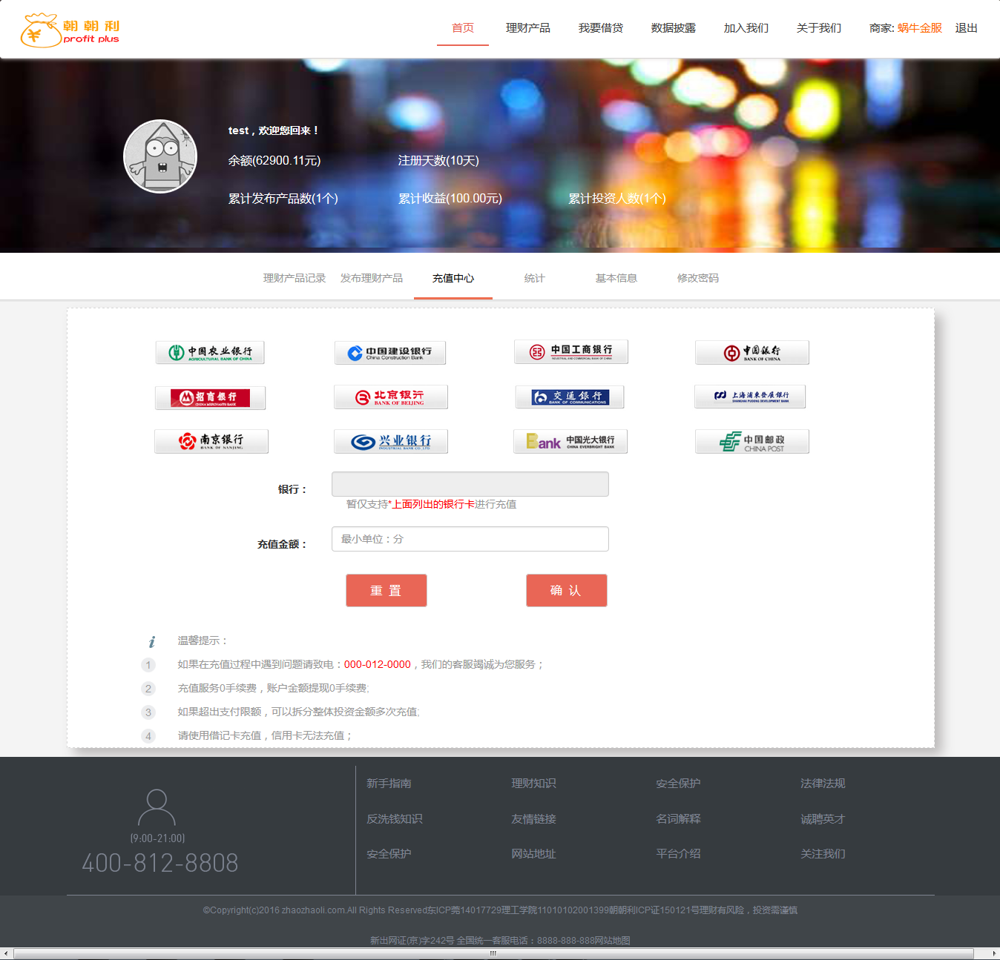 朝朝利
profit plus
首页 理财产品 我要借贷 数据披露 加入我们 关于我们 商家: 蜗牛金服 退出
test，欢迎您回来！
余额(62900.11元) 注册天数(10天)
累计发布产品数(1个) 累计收益(100.00元) 累计投资人数(1个)
理财产品记录 发布理财产品 充值中心 统计 基本信息 修改密码
中国农业银行 AGRICULTURAL BANK OF CHINA
中国建设银行 China Construction Bank
中国工商银行 INDUSTRIAL AND COMMERCIAL BANK OF CHINA
中国银行 BANK OF CHINA
招商银行 CHINA MERCHANTS BANK
北京银行 BANK OF BEIJING
交通银行 BANK OF COMMUNICATIONS
上海浦东发展银行 SHANGHAI PUDONG DEVELOPMENT BANK
南京银行 BANK OF NANJING
兴业银行 INDUSTRIAL BANK CO.,LTD.
Bank 中国光大银行 CHINA EVERBRIGHT BANK
中国邮政 CHINA POST
银行：
暂仅支持*上面列出的银行卡进行充值
充值金额： 最小单位：分
重 置 确 认
i 温馨提示：
1 如果在充值过程中遇到问题请致电：000-012-0000，我们的客服竭诚为您服务；
2 充值服务0手续费，账户金额提现0手续费;
3 如果超出支付限额，可以拆分整体投资金额多次充值;
4 请使用借记卡充值，信用卡无法充值；
新手指南 理财知识 安全保护 法律法规
反洗钱知识 友情链接 名词解释 诚聘英才
安全保护 网站地址 平台介绍 关注我们
(9:00-21:00)
400-812-8808
©Copyright(c)2016 zhaozhaoli.com.All Rights Reserved东ICP莞14017729理工学院11010102001399朝朝利ICP证150121号理财有风险，投资需谨慎
新出网证(京)字242号 全国统一客服电话：8888-888-888网站地图